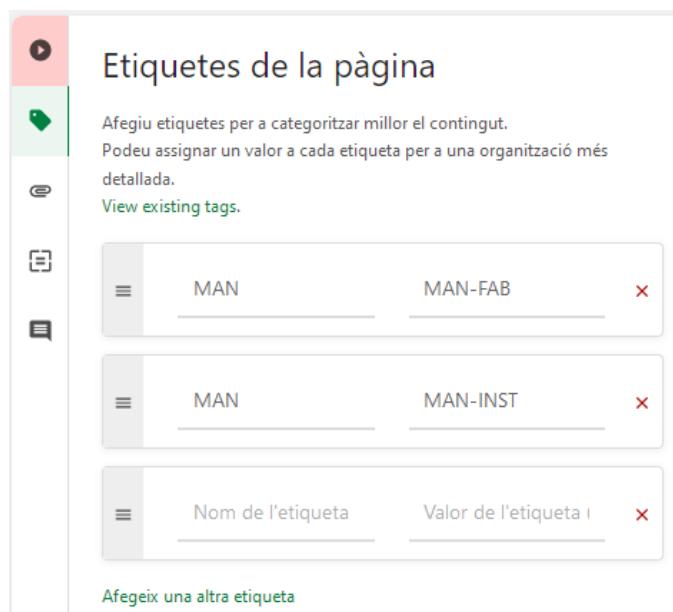 Etiquetes de la pàgina
Afegiu etiquetes per a categoritzar millor el contingut.
Podeu assignar un valor a cada etiqueta per a una organització més
detallada.
View existing tags.
MAN MAN-FAB
MAN MAN-INST
Nom de l'etiqueta Valor de l'etiqueta
Afegeix una altra etiqueta